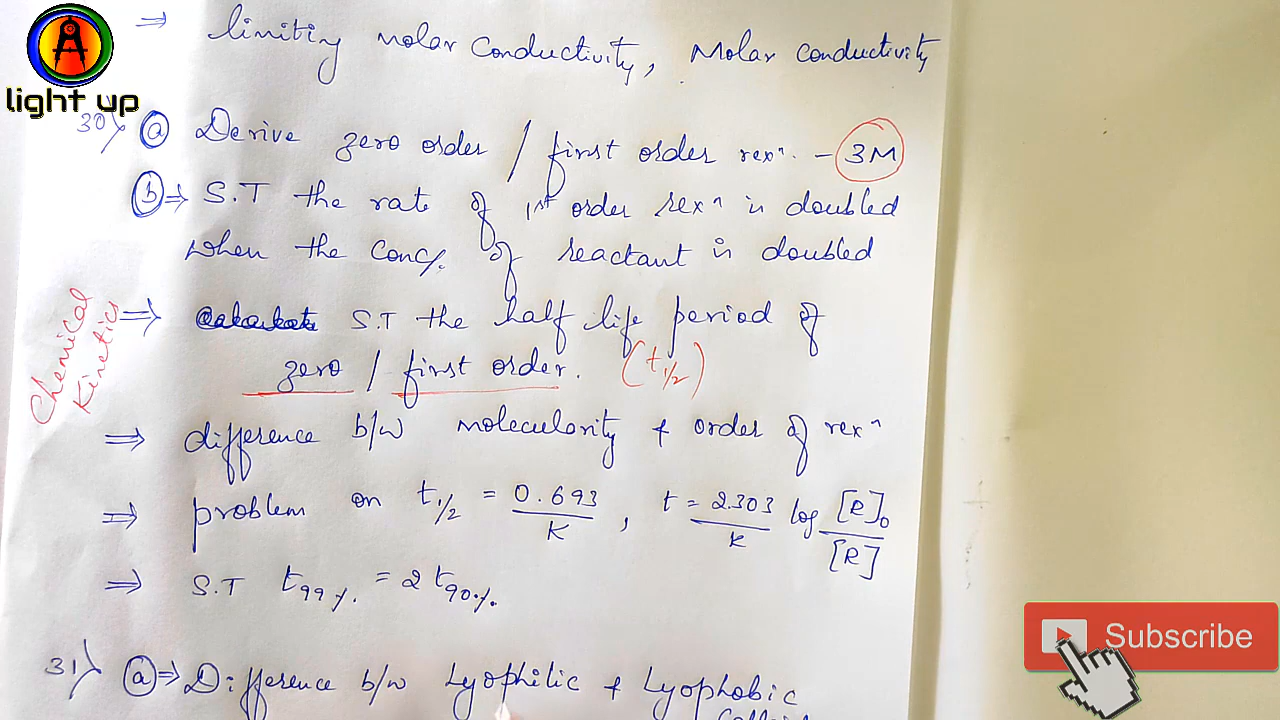 ⇒ limiting molar conductivity, Molar conductivity
light up
30) ⓐ Derive zero order / first order rexⁿ. – 3M
ⓑ ⇒ S.T the rate of 1st order rexⁿ is doubled
when the conc/. of reactant is doubled
⇒ S.T the half life period of
zero / first order. (t1/2)
Chemical
Kinetics
⇒ difference b/w molecularity & order of rexⁿ
⇒ problem on t1/2 = 0.693/K , t = 2.303/K log [R]₀/[R]
⇒ S.T t99%. = 2 t90%.
Subscribe
31) ⓐ ⇒ Difference b/w Lyophilic & Lyophobic